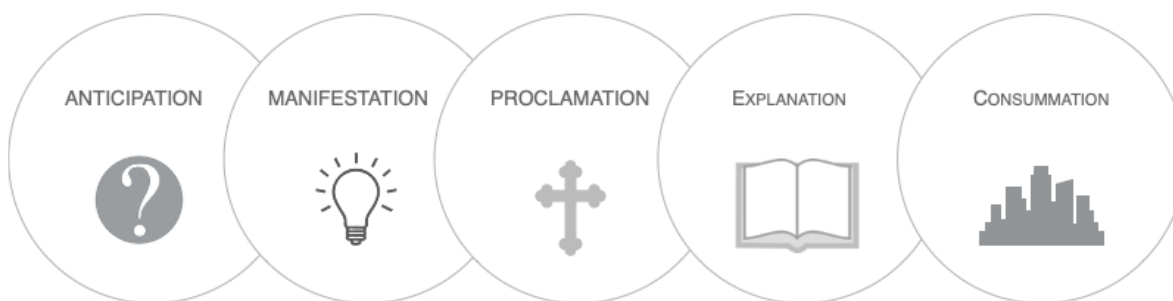 ANTICIPATION
MANIFESTATION
PROCLAMATION
EXPLANATION
CONSUMMATION
?